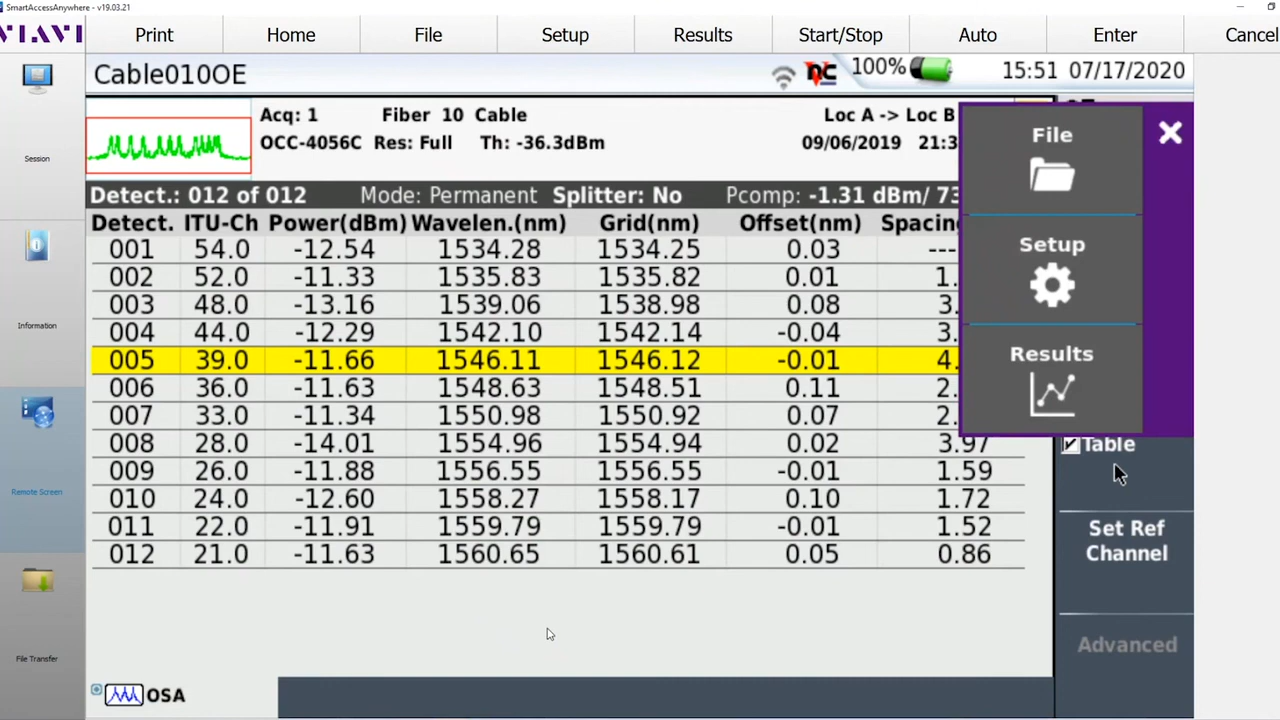 SmartAccessAnywhere - v19.03.21
VIAVI Print Home File Setup Results Start/Stop Auto Enter Cancel
Session
Information
Remote Screen
File Transfer
Cable010OE 100% 15:51 07/17/2020
Acq: 1 Fiber 10 Cable Loc A -> Loc B
OCC-4056C Res: Full Th: -36.3dBm 09/06/2019 21:3
Detect.: 012 of 012 Mode: Permanent Splitter: No Pcomp: -1.31 dBm/ 73
Detect. ITU-Ch Power(dBm) Wavelen.(nm) Grid(nm) Offset(nm) Spacing
001 54.0 -12.54 1534.28 1534.25 0.03 ---
002 52.0 -11.33 1535.83 1535.82 0.01 1.
003 48.0 -13.16 1539.06 1538.98 0.08 3.
004 44.0 -12.29 1542.10 1542.14 -0.04 3.
005 39.0 -11.66 1546.11 1546.12 -0.01 4.
006 36.0 -11.63 1548.63 1548.51 0.11 2.
007 33.0 -11.34 1550.98 1550.92 0.07 2.
008 28.0 -14.01 1554.96 1554.94 0.02 3.97
009 26.0 -11.88 1556.55 1556.55 -0.01 1.59
010 24.0 -12.60 1558.27 1558.17 0.10 1.72
011 22.0 -11.91 1559.79 1559.79 -0.01 1.52
012 21.0 -11.63 1560.65 1560.61 0.05 0.86
OSA
File
Setup
Results
Table
Set Ref
Channel
Advanced